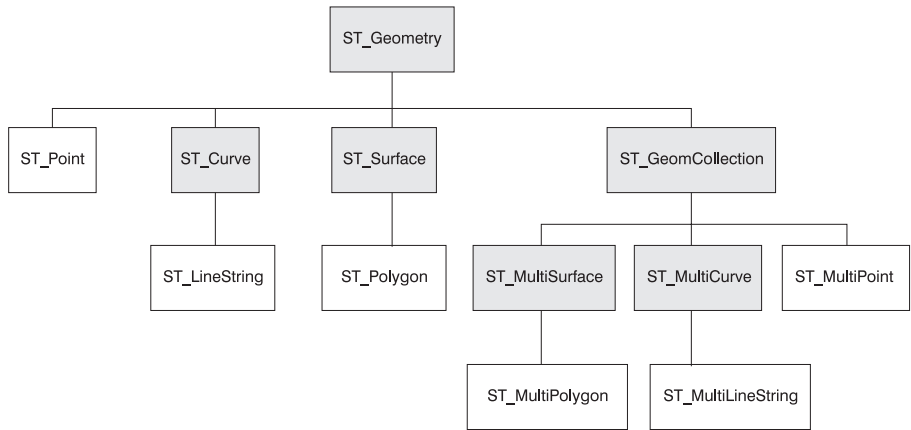 ST_Geometry
ST_Point
ST_Curve
ST_Surface
ST_GeomCollection
ST_LineString
ST_Polygon
ST_MultiSurface
ST_MultiCurve
ST_MultiPoint
ST_MultiPolygon
ST_MultiLineString